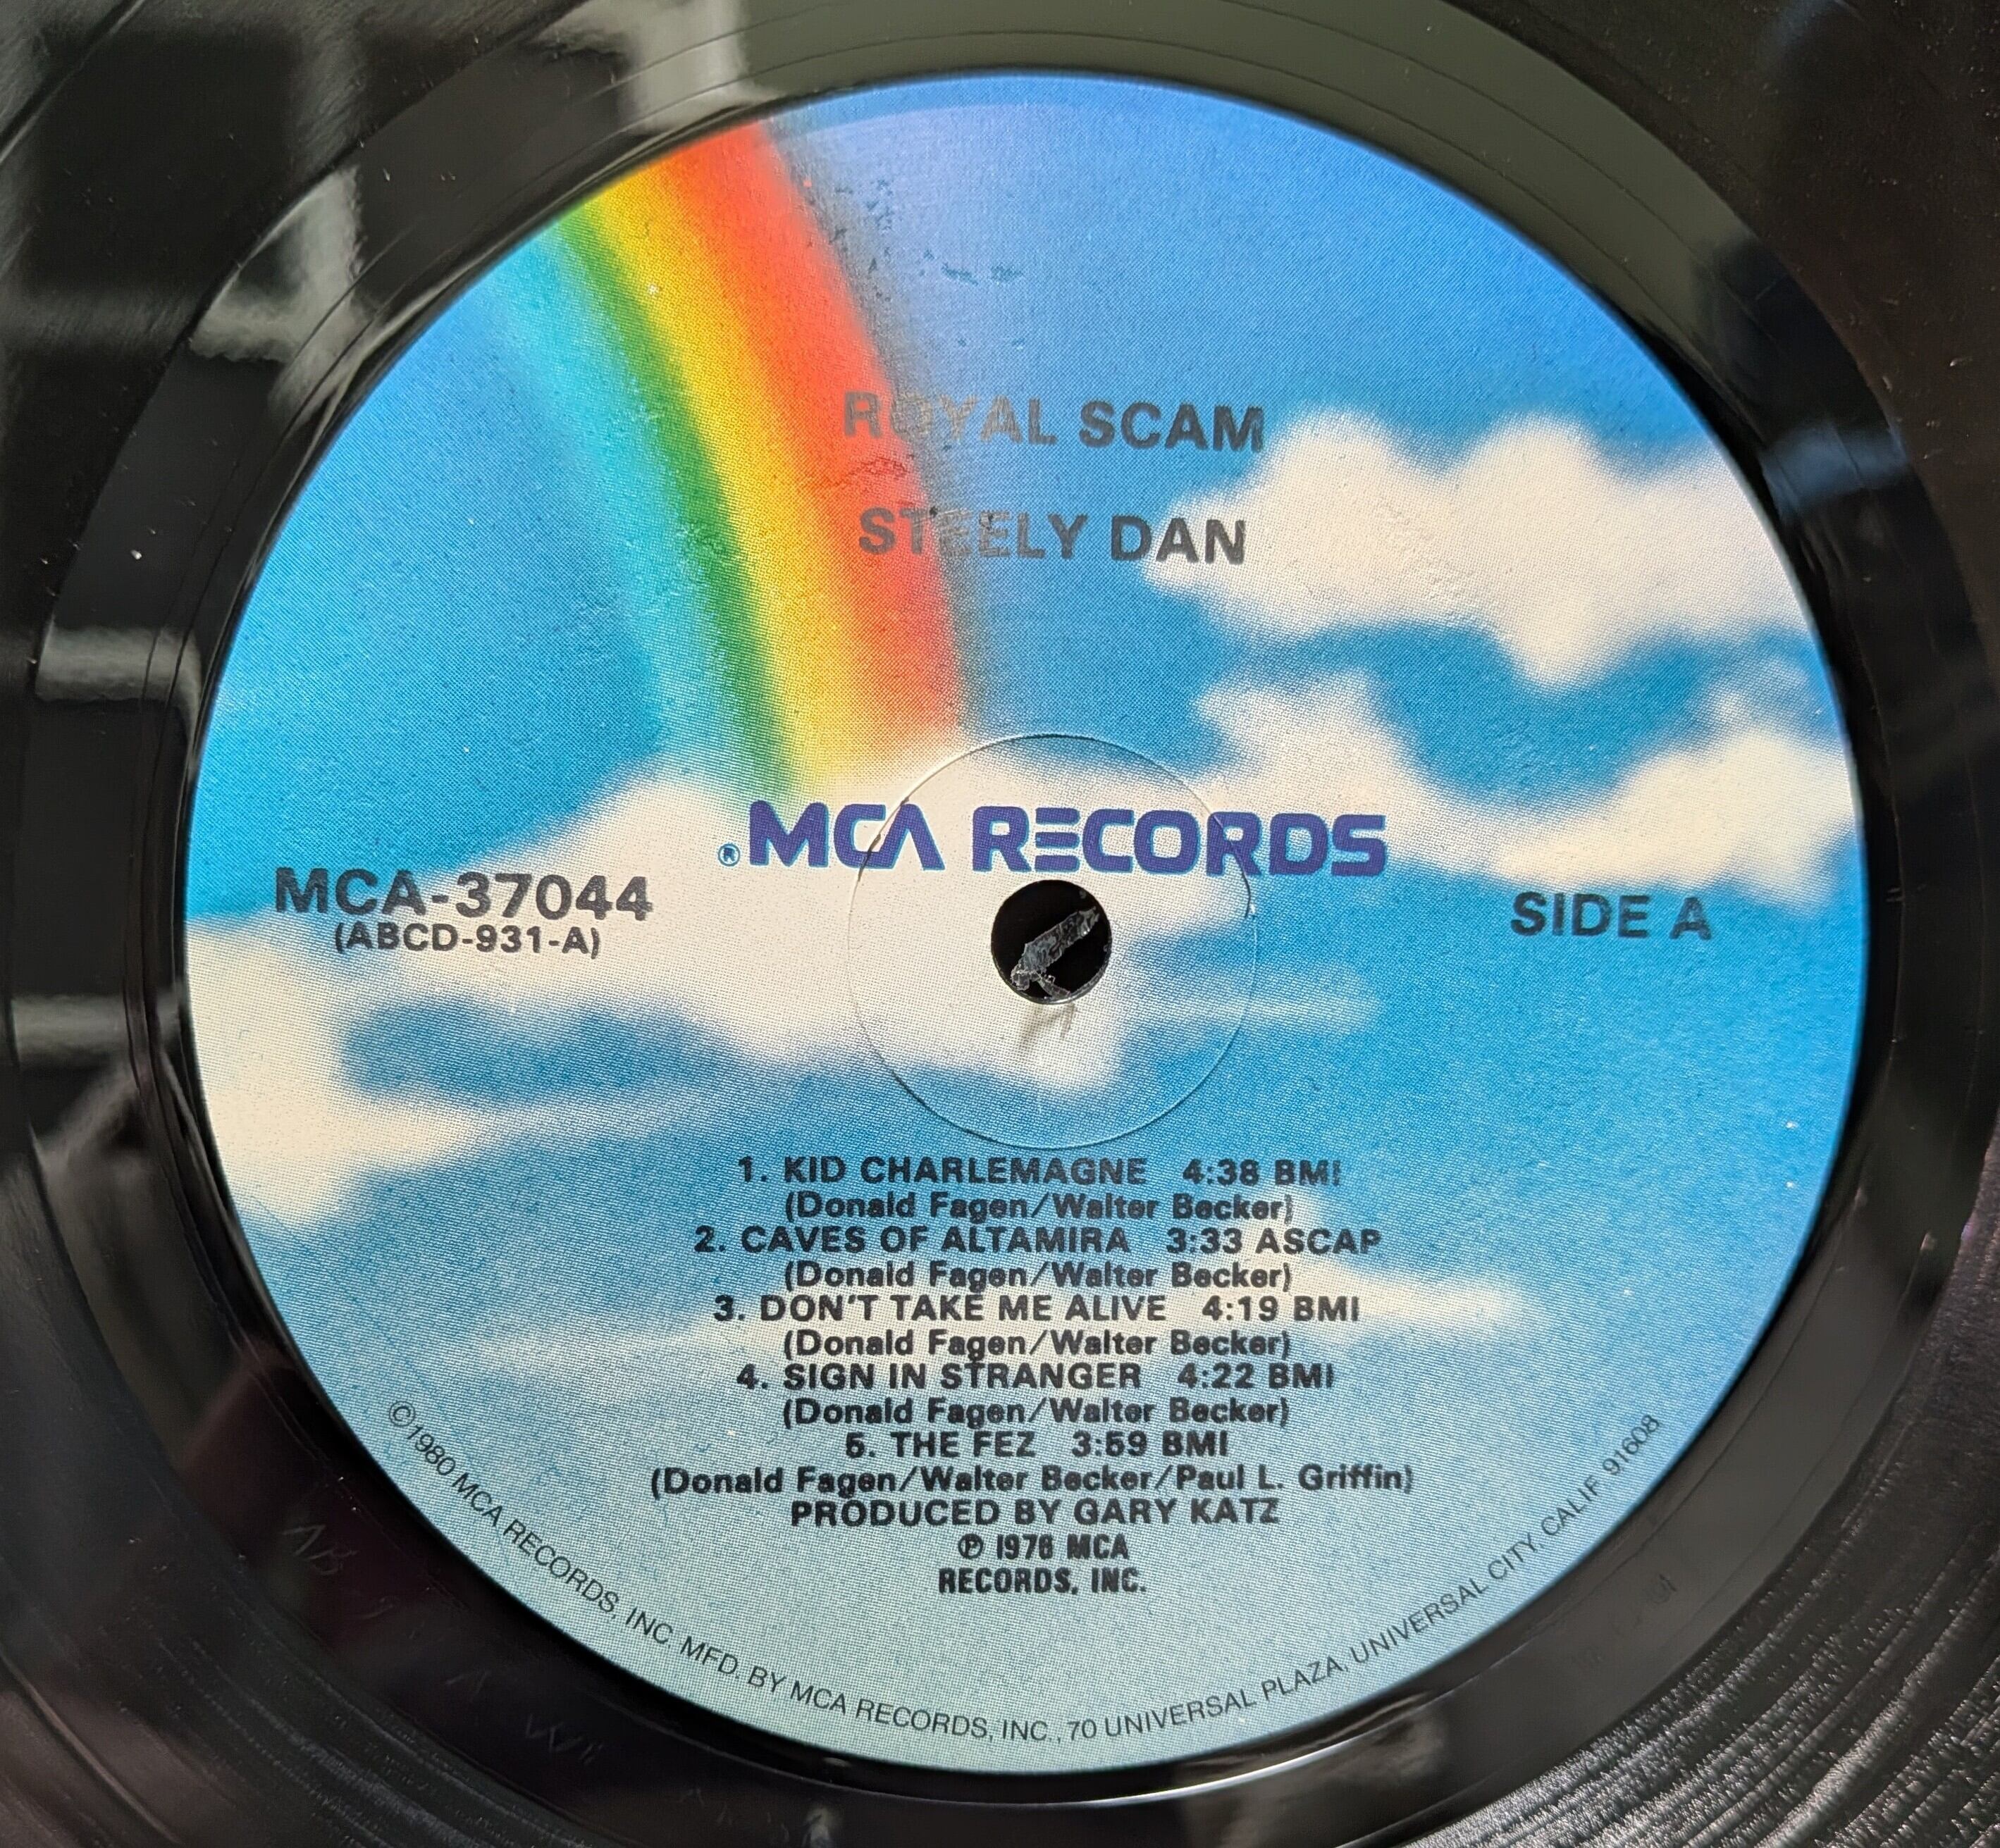 ROYAL SCAM
STEELY DAN
®MCA RECORDS
MCA-37044
(ABCD-931-A)
SIDE A
1. KID CHARLEMAGNE 4:38 BMI
(Donald Fagen/Walter Becker)
2. CAVES OF ALTAMIRA 3:33 ASCAP
(Donald Fagen/Walter Becker)
3. DON'T TAKE ME ALIVE 4:19 BMI
(Donald Fagen/Walter Becker)
4. SIGN IN STRANGER 4:22 BMI
(Donald Fagen/Walter Becker)
5. THE FEZ 3:59 BMI
(Donald Fagen/Walter Becker/Paul L. Griffin)
PRODUCED BY GARY KATZ
℗ 1976 MCA
RECORDS, INC.
©1980 MCA RECORDS, INC. MFD. BY MCA RECORDS, INC., 70 UNIVERSAL PLAZA, UNIVERSAL CITY, CALIF. 91608